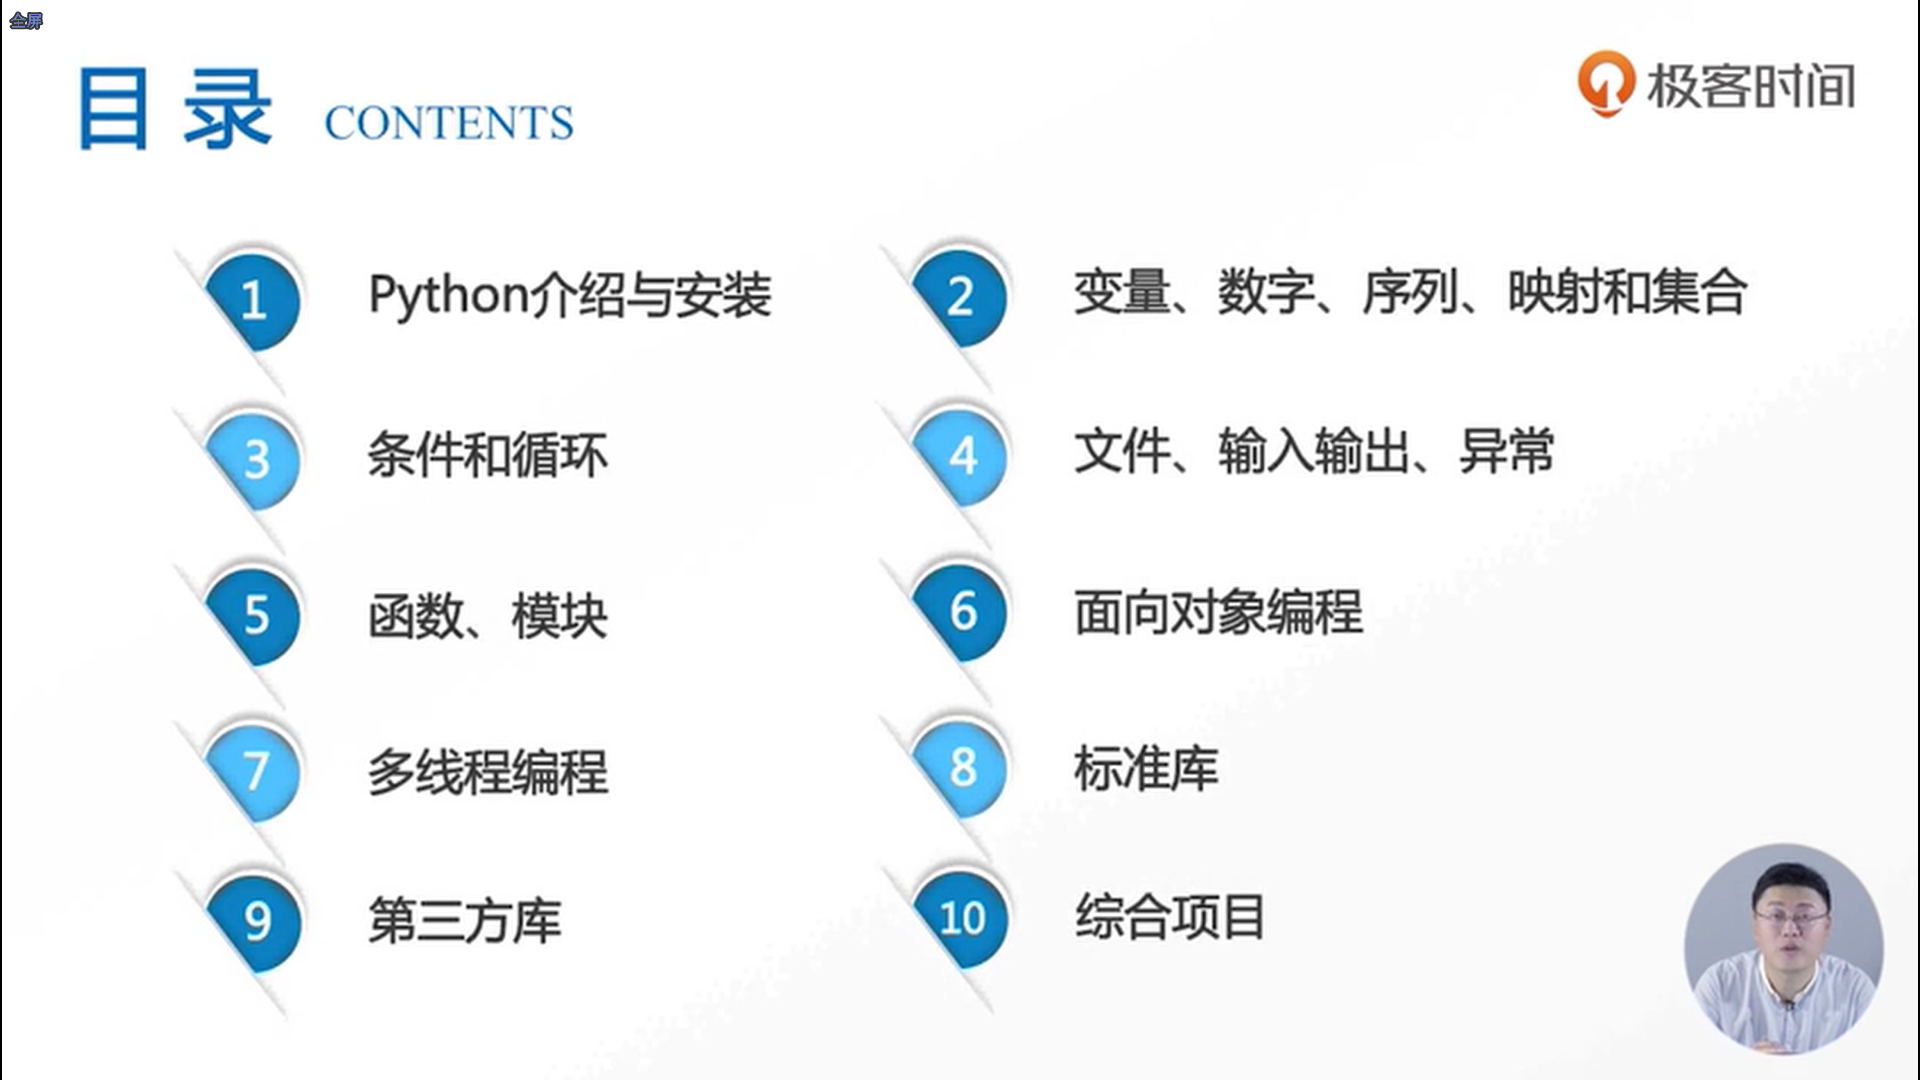 全屏
目录 CONTENTS
极客时间
1 Python介绍与安装
2 变量、数字、序列、映射和集合
3 条件和循环
4 文件、输入输出、异常
5 函数、模块
6 面向对象编程
7 多线程编程
8 标准库
9 第三方库
10 综合项目